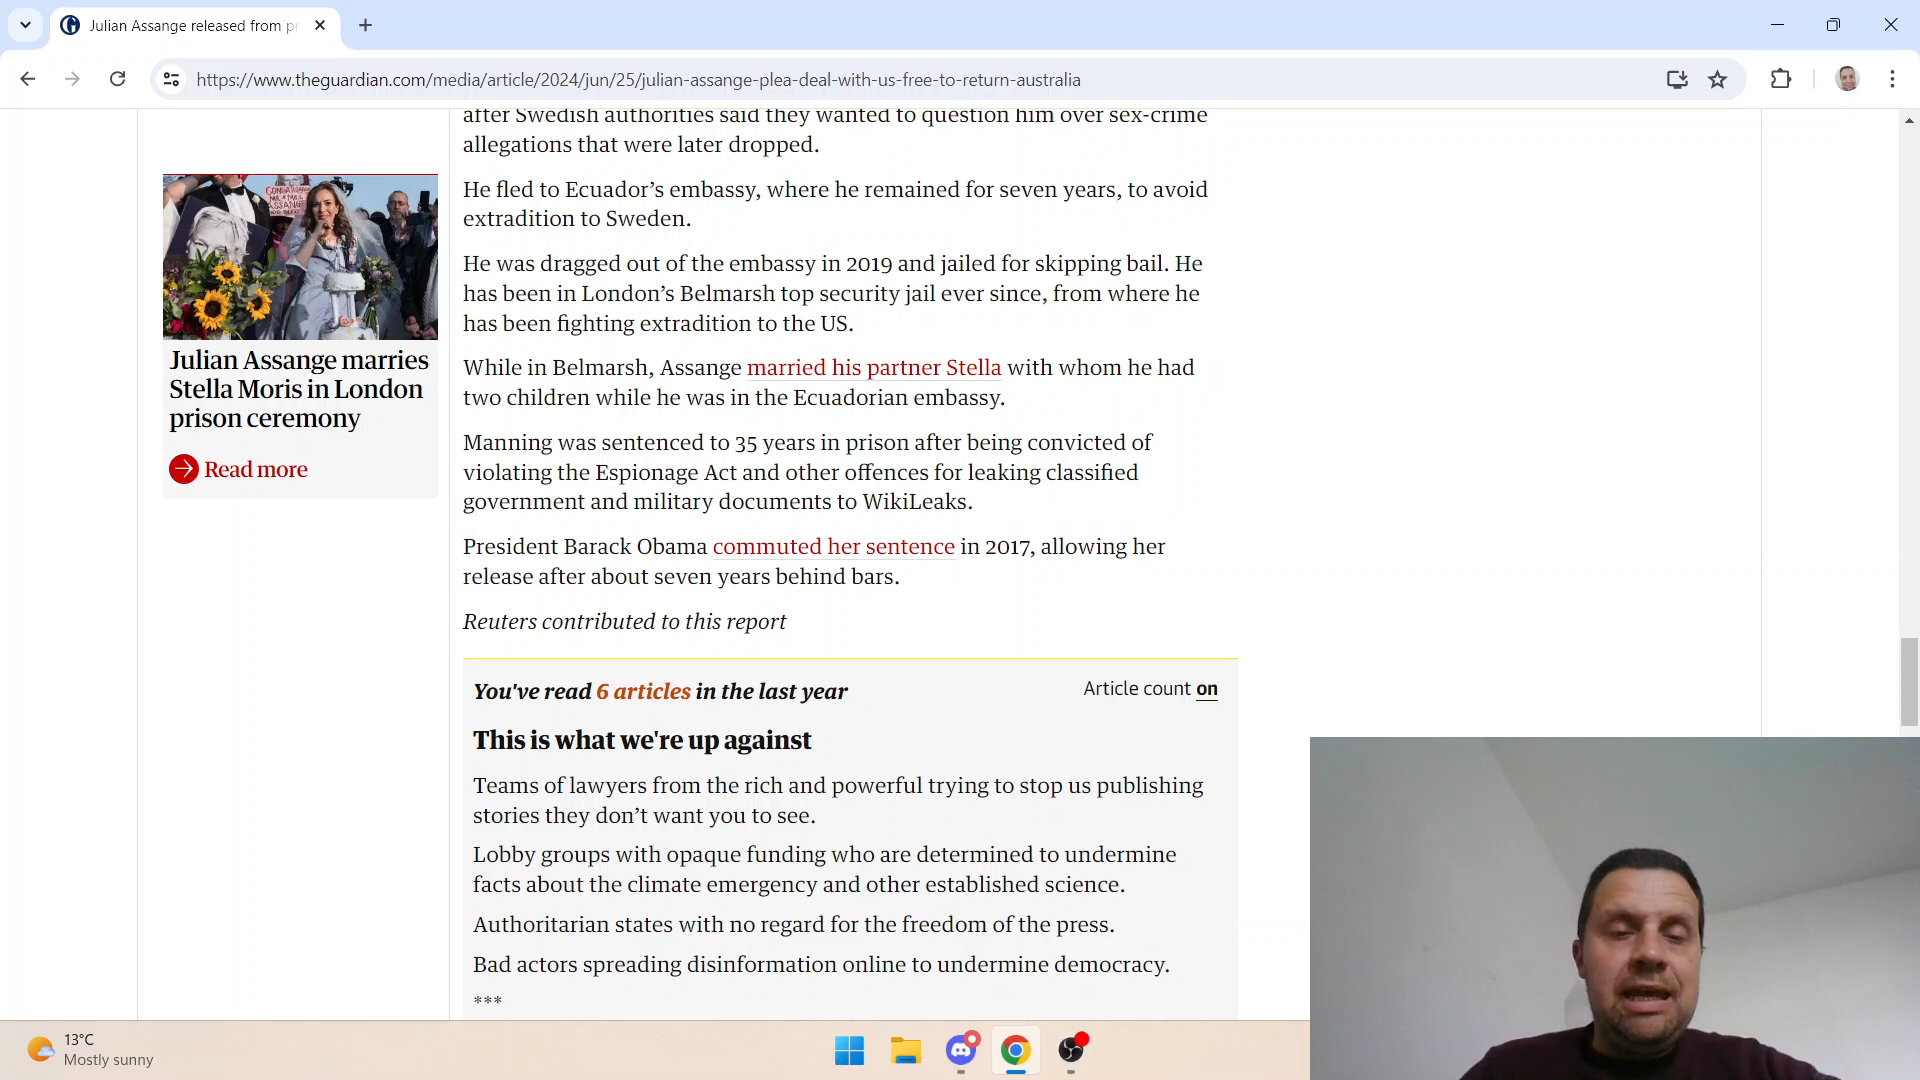 Julian Assange released from pr
https://www.theguardian.com/media/article/2024/jun/25/julian-assange-plea-deal-with-us-free-to-return-australia
after Swedish authorities said they wanted to question him over sex-crime
allegations that were later dropped.
He fled to Ecuador’s embassy, where he remained for seven years, to avoid
extradition to Sweden.
He was dragged out of the embassy in 2019 and jailed for skipping bail. He
has been in London’s Belmarsh top security jail ever since, from where he
has been fighting extradition to the US.
While in Belmarsh, Assange married his partner Stella with whom he had
two children while he was in the Ecuadorian embassy.
Manning was sentenced to 35 years in prison after being convicted of
violating the Espionage Act and other offences for leaking classified
government and military documents to WikiLeaks.
President Barack Obama commuted her sentence in 2017, allowing her
release after about seven years behind bars.
Reuters contributed to this report
Julian Assange marries
Stella Moris in London
prison ceremony
Read more
You've read 6 articles in the last year
Article count on
This is what we're up against
Teams of lawyers from the rich and powerful trying to stop us publishing
stories they don’t want you to see.
Lobby groups with opaque funding who are determined to undermine
facts about the climate emergency and other established science.
Authoritarian states with no regard for the freedom of the press.
Bad actors spreading disinformation online to undermine democracy.
***
13°C
Mostly sunny